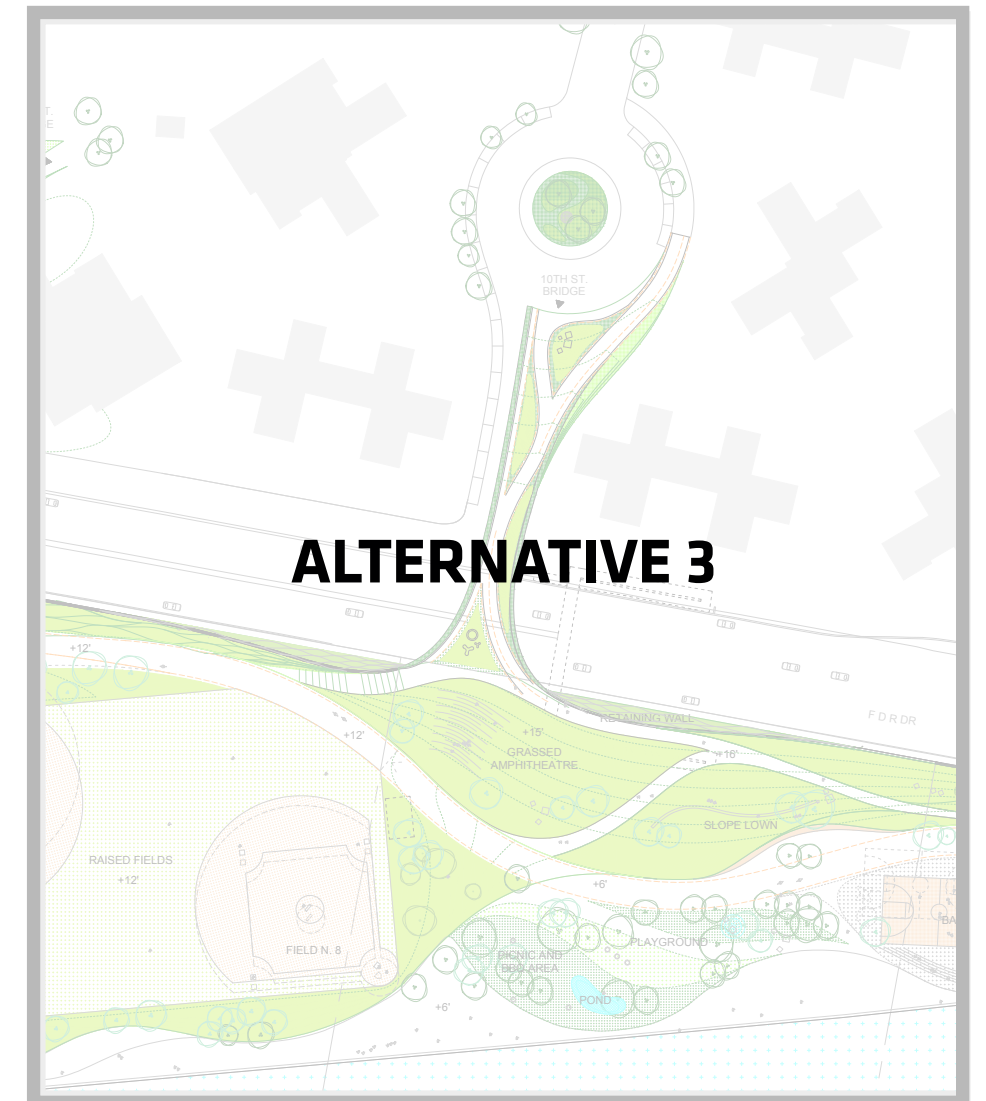 T.
E
10TH ST.
BRIDGE
ALTERNATIVE 3
+12'
F D R DR
RETAINING WALL
+12'
+15'
+16'
GRASSED
AMPHITHEATRE
SLOPE LOWN
RAISED FIELDS
+12'
+6'
BA
FIELD N. 8
PLAYGROUND
PICNIC AND
BBQ AREA
POND
+6'